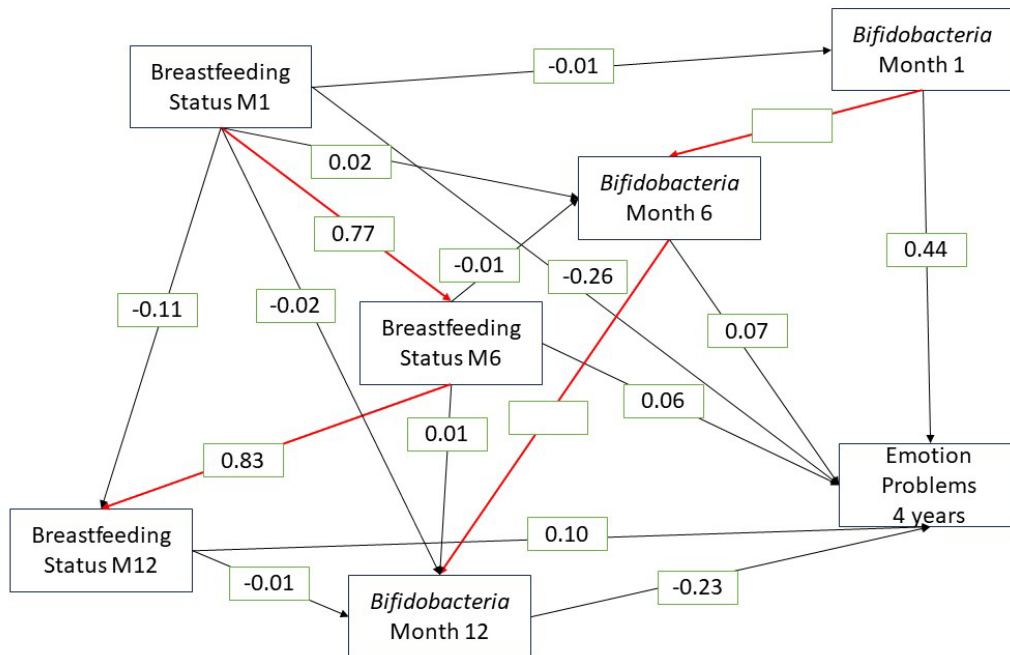 Bifidobacteria
Month 1
Breastfeeding
Status M1
-0.01
0.02
Bifidobacteria
Month 6
0.77
-0.01
-0.26
0.44
-0.11
-0.02
Breastfeeding
Status M6
0.07
0.06
0.01
0.83
Emotion
Problems
4 years
Breastfeeding
Status M12
0.10
-0.01
Bifidobacteria
Month 12
-0.23